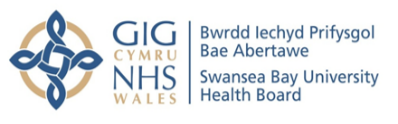 GIG
CYMRU
NHS
WALES
Bwrdd Iechyd Prifysgol
Bae Abertawe
Swansea Bay University
Health Board